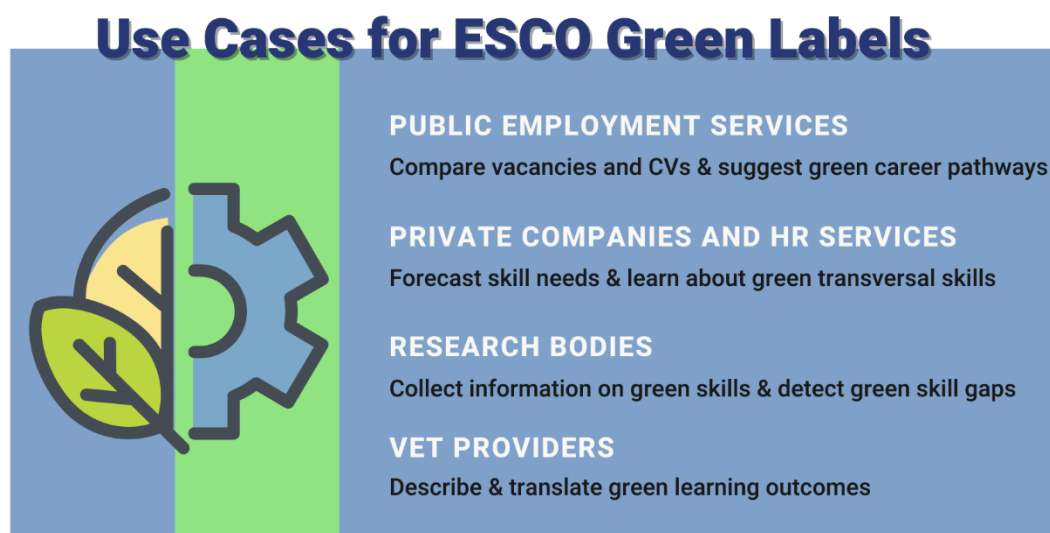 Use Cases for ESCO Green Labels
PUBLIC EMPLOYMENT SERVICES
Compare vacancies and CVs & suggest green career pathways
PRIVATE COMPANIES AND HR SERVICES
Forecast skill needs & learn about green transversal skills
RESEARCH BODIES
Collect information on green skills & detect green skill gaps
VET PROVIDERS
Describe & translate green learning outcomes